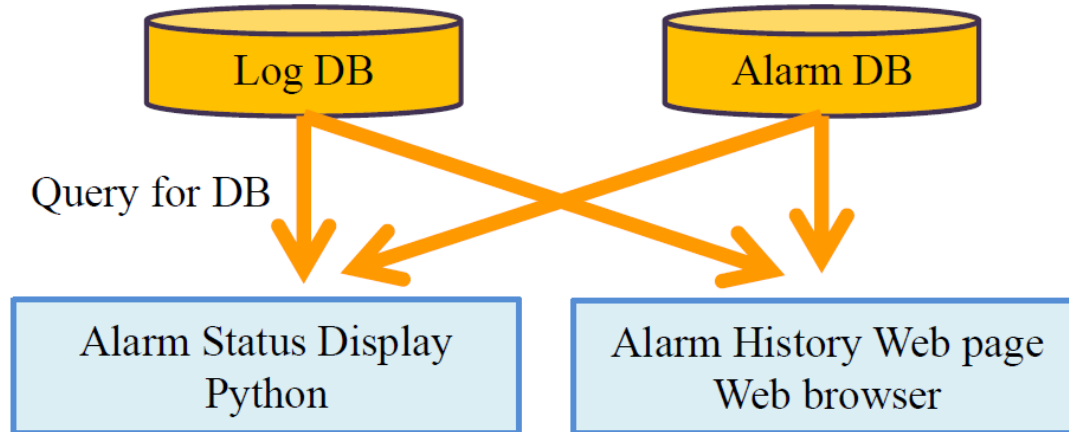 Log DB
Alarm DB
Query for DB
Alarm Status Display
Python
Alarm History Web page
Web browser